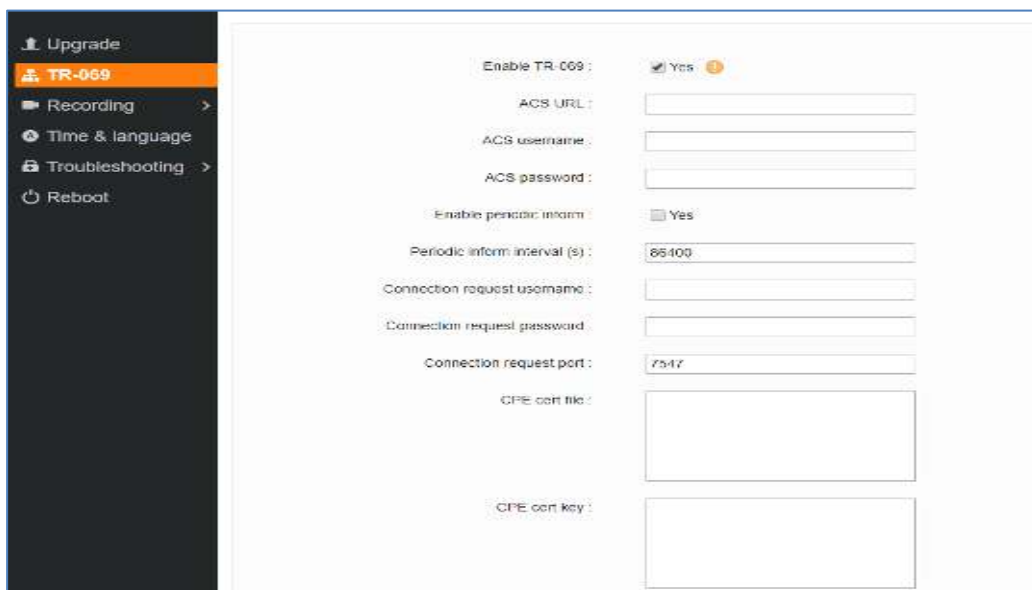 Upgrade
TR-069
Recording >
Time & language
Troubleshooting >
Reboot
Enable TR-069 : Yes
ACS URL :
ACS username :
ACS password :
Enable periodic inform : Yes
Periodic inform interval (s) : 86400
Connection request username :
Connection request password :
Connection request port : 7547
CPE cert file :
CPE cert key :